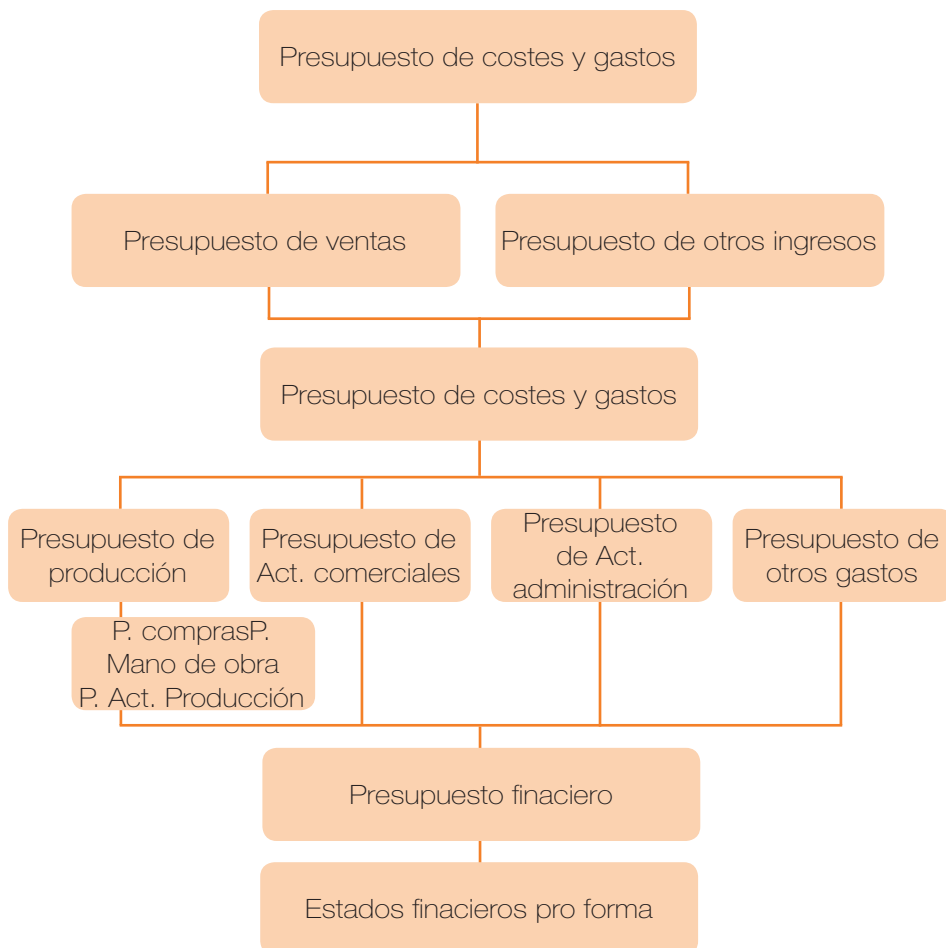 Presupuesto de costes y gastos
Presupuesto de ventas
Presupuesto de otros ingresos
Presupuesto de costes y gastos
Presupuesto de
producción
Presupuesto de
Act. comerciales
Presupuesto
de Act.
administración
Presupuesto de
otros gastos
P. comprasP.
Mano de obra
P. Act. Producción
Presupuesto finaciero
Estados finacieros pro forma